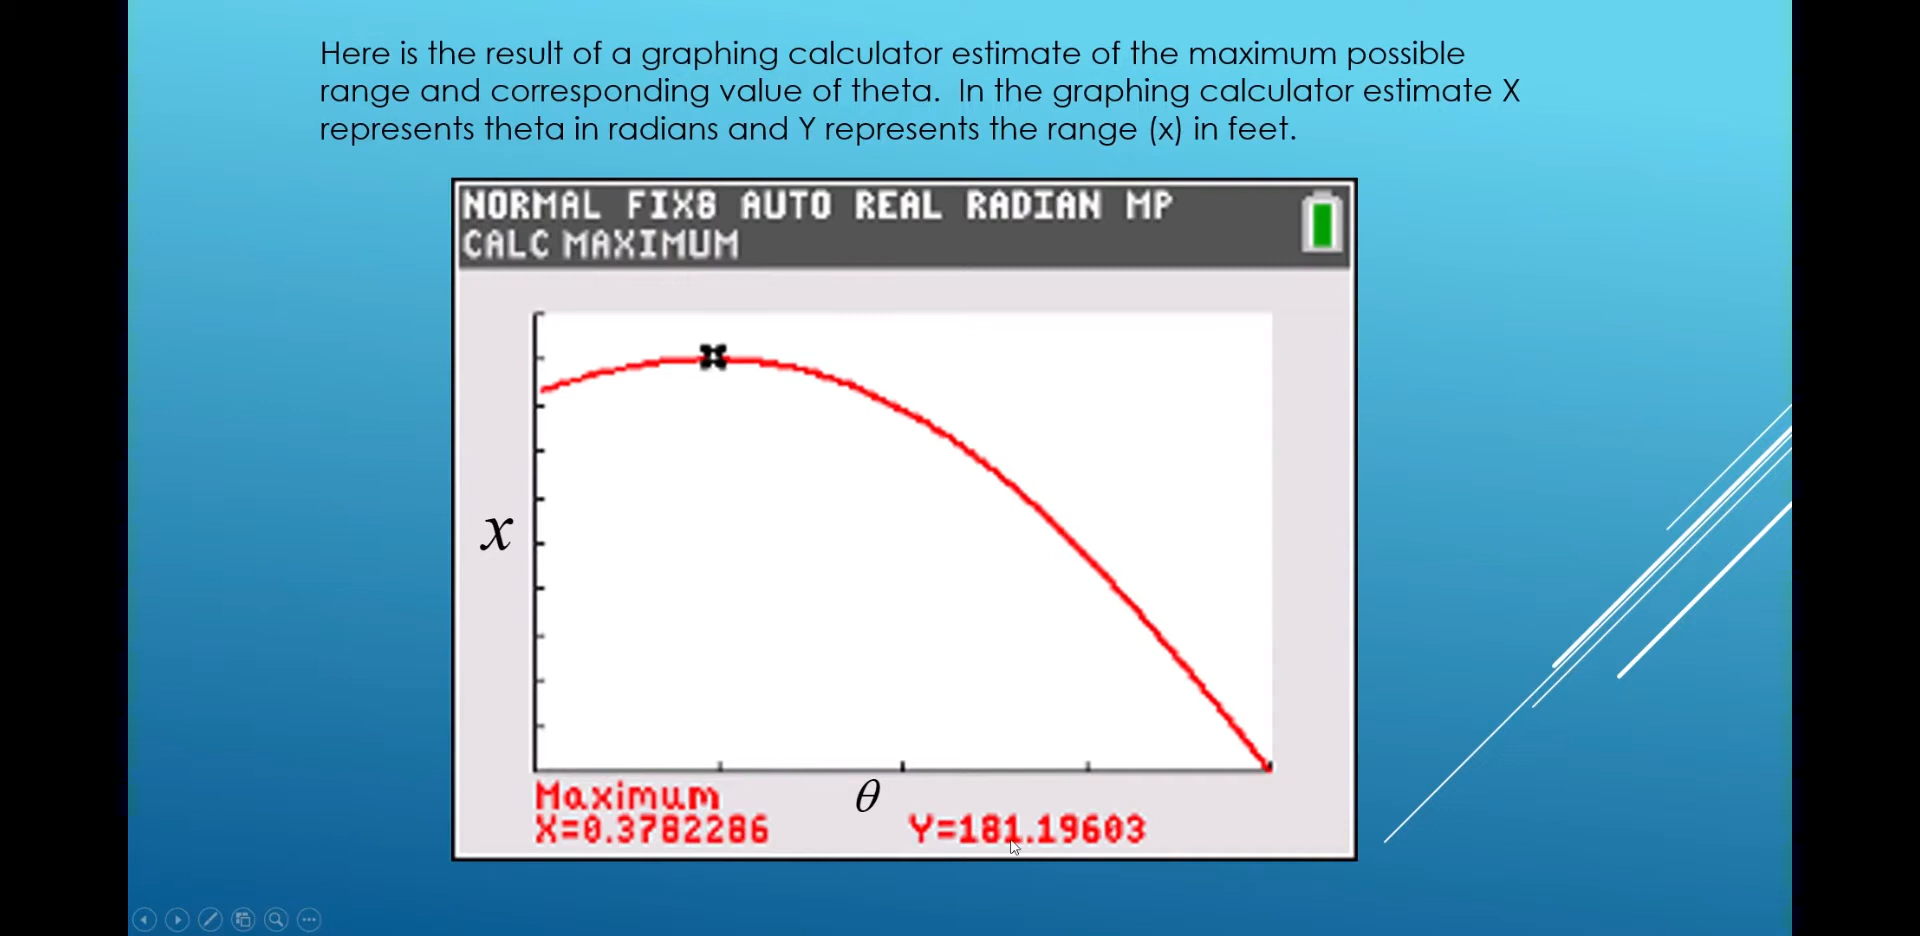 Here is the result of a graphing calculator estimate of the maximum possible
range and corresponding value of theta.  In the graphing calculator estimate X
represents theta in radians and Y represents the range (x) in feet.
NORMAL FIX8 AUTO REAL RADIAN MP
CALC MAXIMUM
x
θ
Maximum
X=0.3782286 Y=181.19603